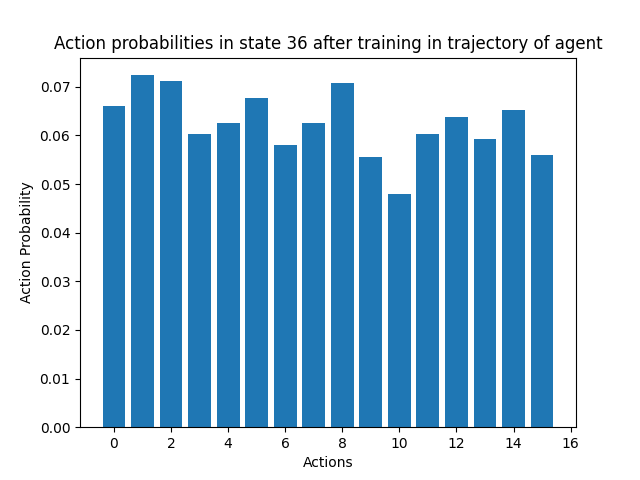 Action probabilities in state 36 after training in trajectory of agent
0.07
0.06
0.05
0.04
0.03
0.02
0.01
0.00
Action Probability
0 2 4 6 8 10 12 14 16
Actions